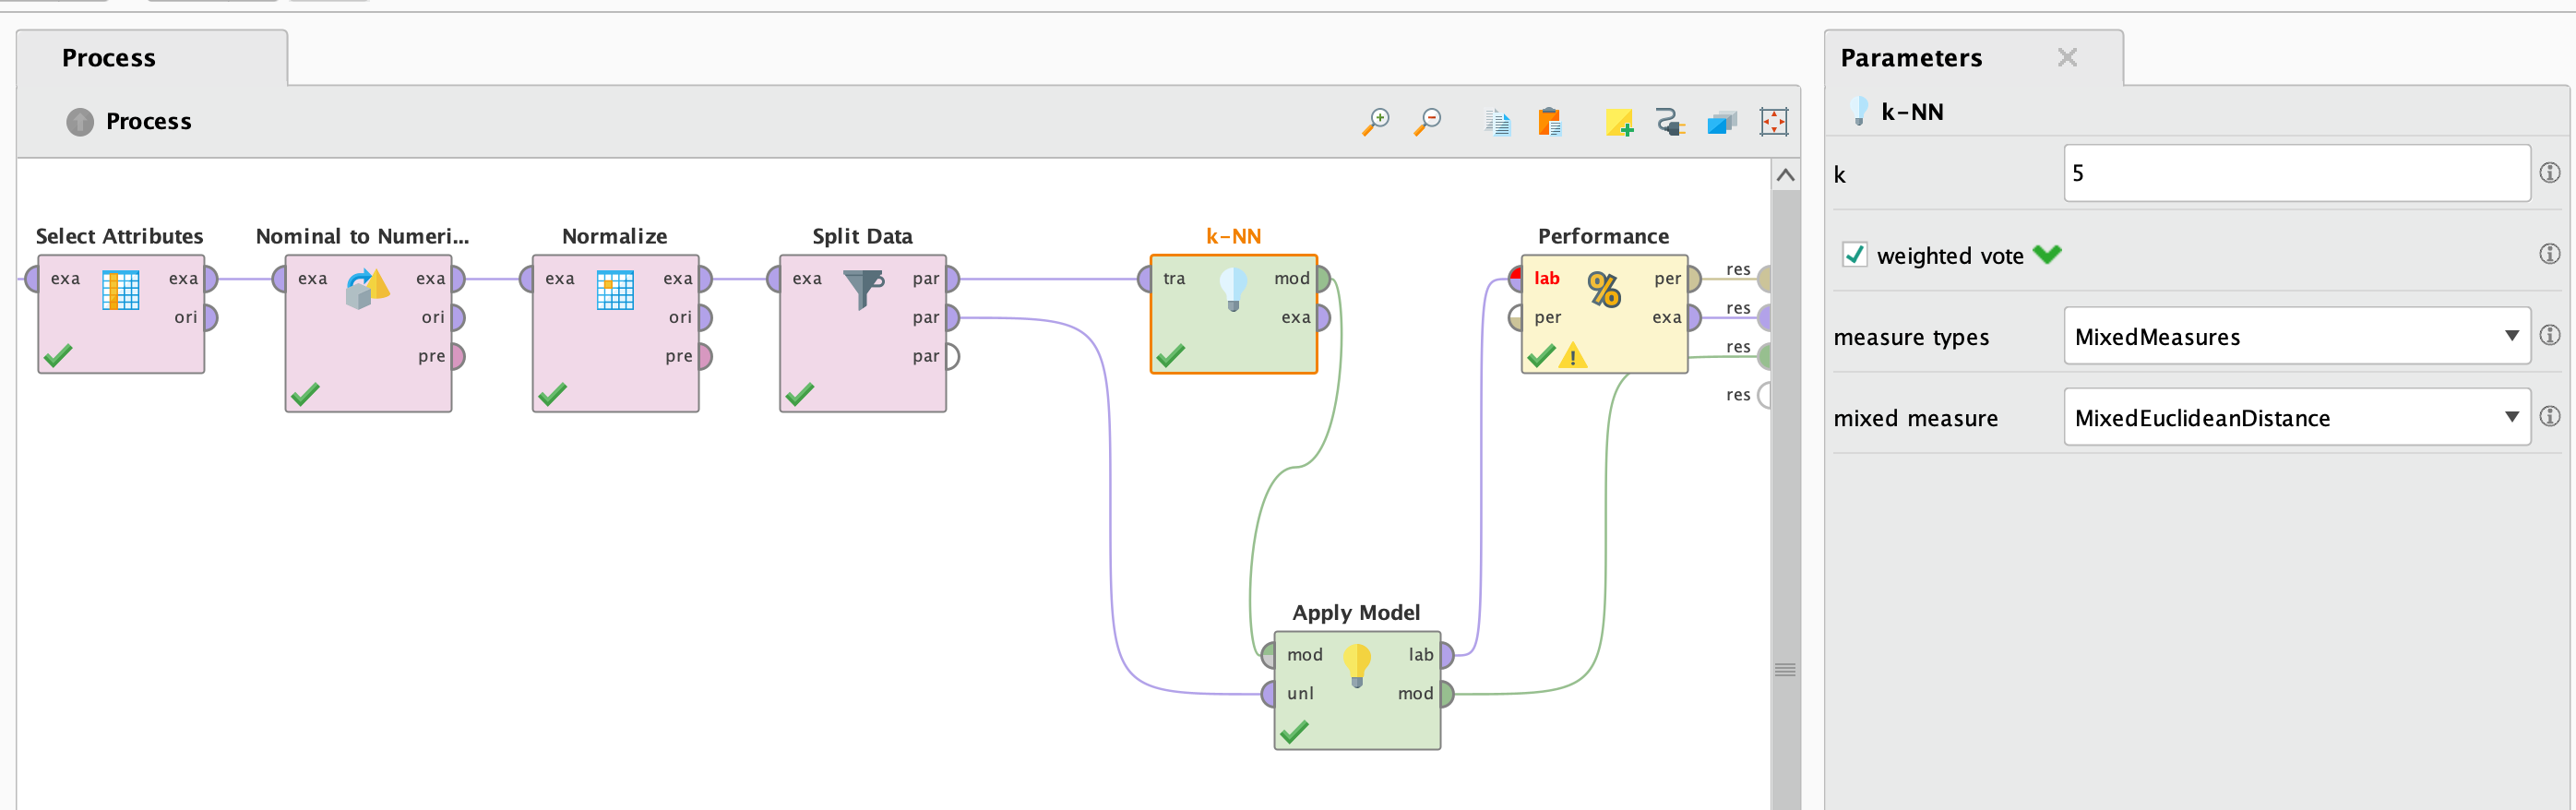 Process
Process
Select Attributes
exa exa
ori
Nominal to Numeri...
exa exa
ori
pre
Normalize
exa exa
ori
pre
Split Data
exa par
par
par
k-NN
tra mod
exa
Performance
lab per
per exa
res
res
res
res
Apply Model
mod lab
unl mod
Parameters
k-NN
k 5
weighted vote
measure types MixedMeasures
mixed measure MixedEuclideanDistance